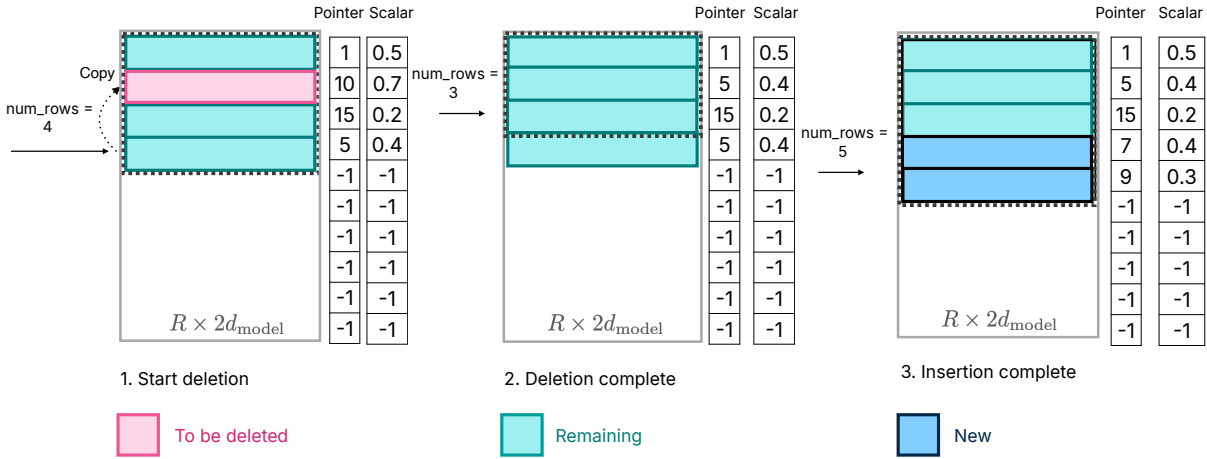 Pointer Scalar
1 0.5
10 0.7
15 0.2
5 0.4
-1 -1
-1 -1
-1 -1
-1 -1
-1 -1
-1 -1
Copy
num_rows =
4
R × 2d_model
1. Start deletion
To be deleted
Pointer Scalar
1 0.5
5 0.4
15 0.2
5 0.4
-1 -1
-1 -1
-1 -1
-1 -1
-1 -1
-1 -1
num_rows =
3
R × 2d_model
2. Deletion complete
Remaining
Pointer Scalar
1 0.5
5 0.4
15 0.2
7 0.4
9 0.3
-1 -1
-1 -1
-1 -1
-1 -1
-1 -1
num_rows =
5
R × 2d_model
3. Insertion complete
New